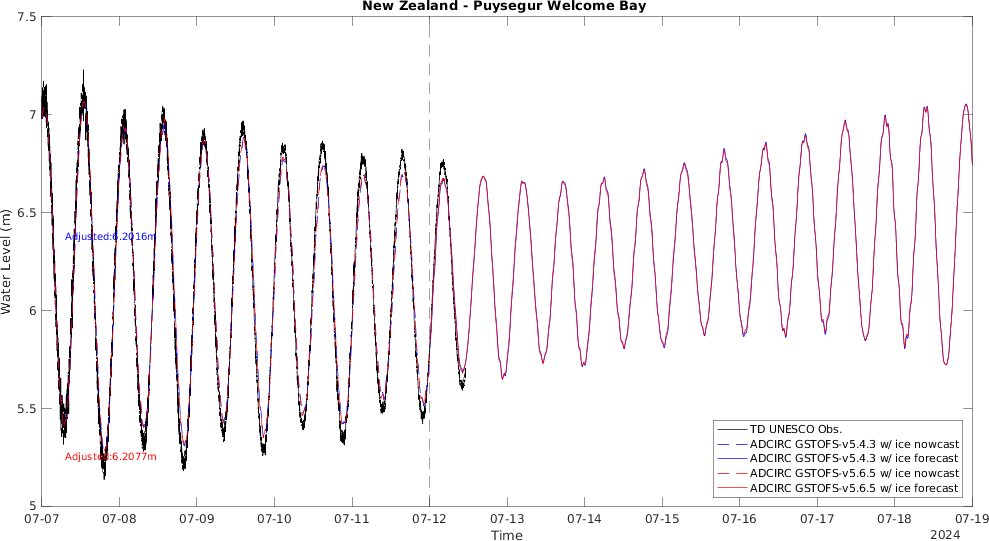 New Zealand - Puysegur Welcome Bay
7.5
7
6.5
6
5.5
5
Water Level (m)
Adjusted:6.2016m
Adjusted:6.2077m
TD UNESCO Obs.
ADCIRC GSTOFS-v5.4.3 w/ ice nowcast
ADCIRC GSTOFS-v5.4.3 w/ ice forecast
ADCIRC GSTOFS-v5.6.5 w/ ice nowcast
ADCIRC GSTOFS-v5.6.5 w/ ice forecast
07-07 07-08 07-09 07-10 07-11 07-12 07-13 07-14 07-15 07-16 07-17 07-18 07-19
Time
2024